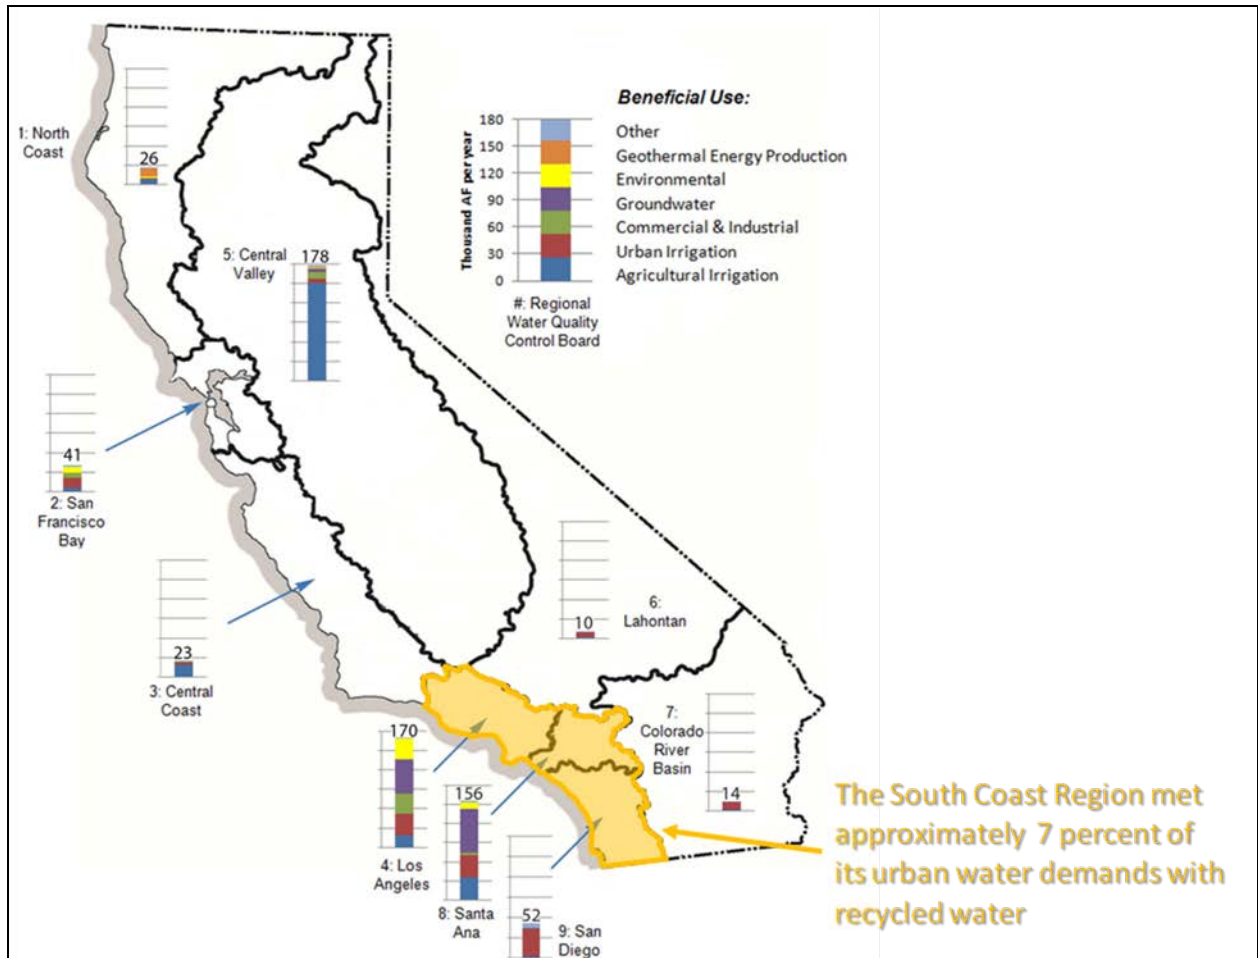 Beneficial Use:
Thousand AF per year
180
150
120
90
60
30
0
Other
Geothermal Energy Production
Environmental
Groundwater
Commercial & Industrial
Urban Irrigation
Agricultural Irrigation
#: Regional
Water Quality
Control Board
1: North
Coast
26
5: Central
Valley
178
41
2: San
Francisco
Bay
23
3: Central
Coast
10
6:
Lahontan
7:
Colorado
River
Basin
14
170
4: Los
Angeles
156
8: Santa
Ana
52
9: San
Diego
The South Coast Region met
approximately 7 percent of
its urban water demands with
recycled water